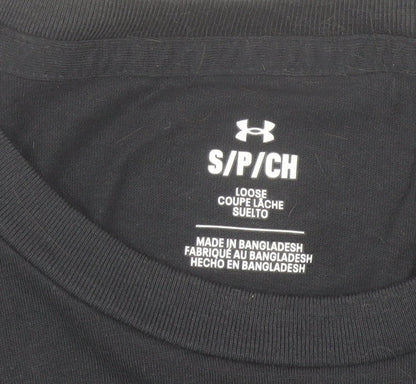 S/P/CH
LOOSE
COUPE LÂCHE
SUELTO
MADE IN BANGLADESH
FABRIQUÉ AU BANGLADESH
HECHO EN BANGLADESH